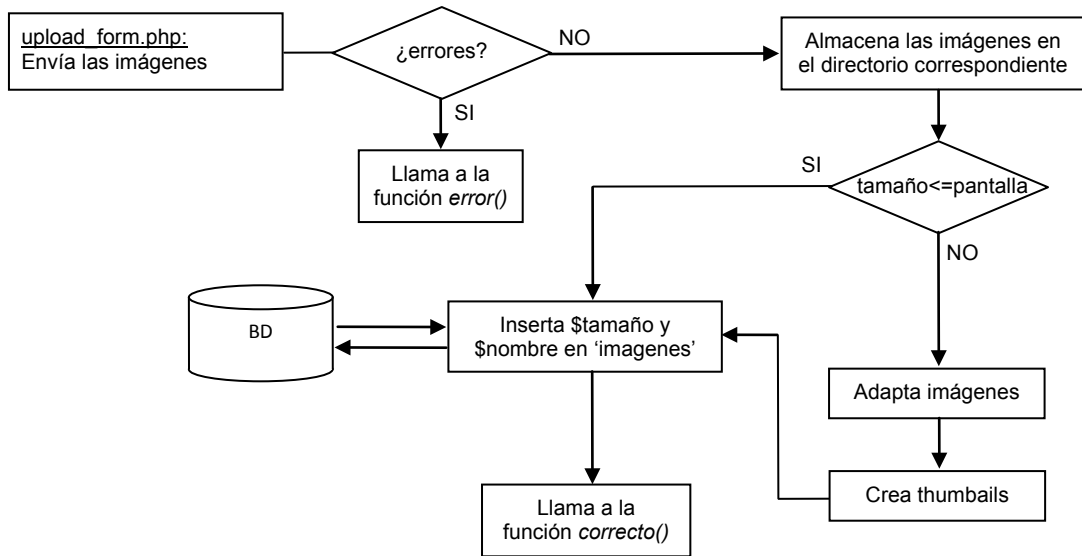 upload_form.php:
Envía las imágenes
¿errores?
NO
Almacena las imágenes en
el directorio correspondiente
SI
Llama a la
función error()
SI
tamaño<=pantalla
NO
BD
Inserta $tamaño y
$nombre en ‘imagenes’
Adapta imágenes
Crea thumbails
Llama a la
función correcto()